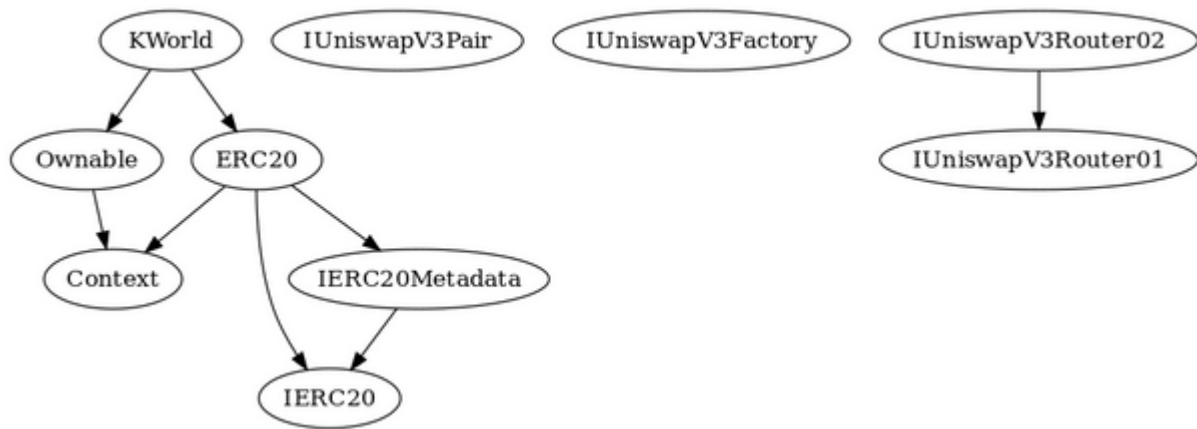 KWorld
IUniswapV3Pair
IUniswapV3Factory
IUniswapV3Router02
Ownable
ERC20
IUniswapV3Router01
Context
IERC20Metadata
IERC20